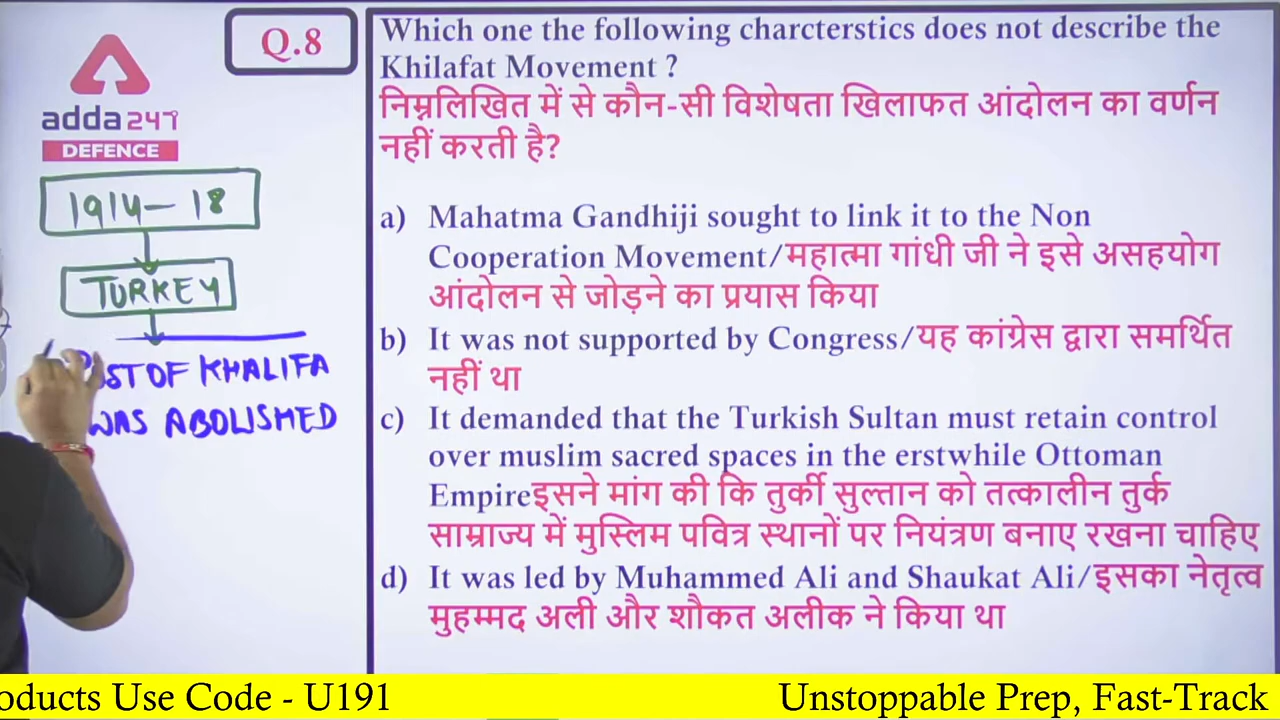 Q.8
adda247
DEFENCE
1914-18
TURKEY
OF KHALIFA
WAS ABOLISHED
Which one the following charcterstics does not describe the
Khilafat Movement ?
निम्नलिखित में से कौन-सी विशेषता खिलाफत आंदोलन का वर्णन
नहीं करती है?
a) Mahatma Gandhiji sought to link it to the Non
Cooperation Movement/महात्मा गांधी जी ने इसे असहयोग
आंदोलन से जोड़ने का प्रयास किया
b) It was not supported by Congress/यह कांग्रेस द्वारा समर्थित
नहीं था
c) It demanded that the Turkish Sultan must retain control
over muslim sacred spaces in the erstwhile Ottoman
Empireइसने मांग की कि तुर्की सुल्तान को तत्कालीन तुर्क
साम्राज्य में मुस्लिम पवित्र स्थानों पर नियंत्रण बनाए रखना चाहिए
d) It was led by Muhammed Ali and Shaukat Ali/इसका नेतृत्व
मुहम्मद अली और शौकत अलीक ने किया था
oducts Use Code - U191
Unstoppable Prep, Fast-Track